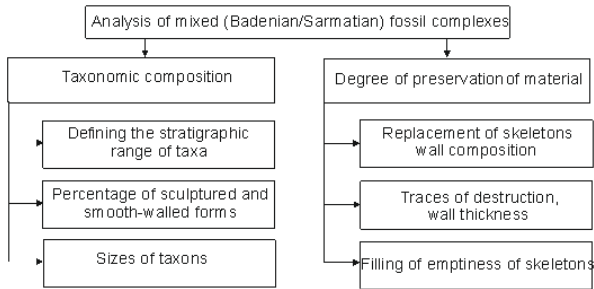 Analysis of mixed (Badenian/Sarmatian) fossil complexes
Taxonomic composition
Defining the stratigraphic
range of taxa
Percentage of sculptured and
smooth-walled forms
Sizes of taxons
Degree of preservation of material
Replacement of skeletons
wall composition
Traces of destruction,
wall thickness
Filling of emptiness of skeletons